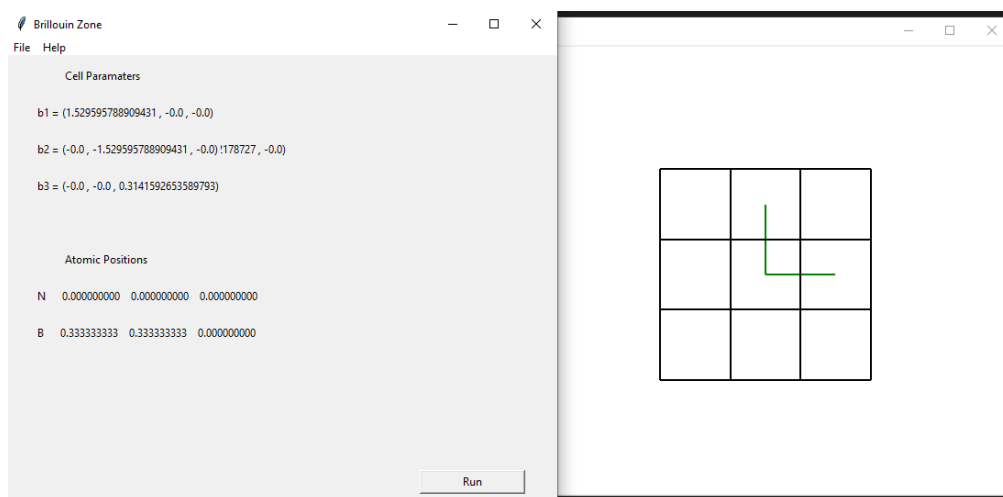 Brillouin Zone
File Help
Cell Paramaters
b1 = (1.529595788909431 , -0.0 , -0.0)
b2 = (-0.0 , -1.529595788909431 , -0.0) !178727 , -0.0)
b3 = (-0.0 , -0.0 , 0.3141592653589793)
Atomic Positions
N 0.000000000 0.000000000 0.000000000
B 0.333333333 0.333333333 0.000000000
Run